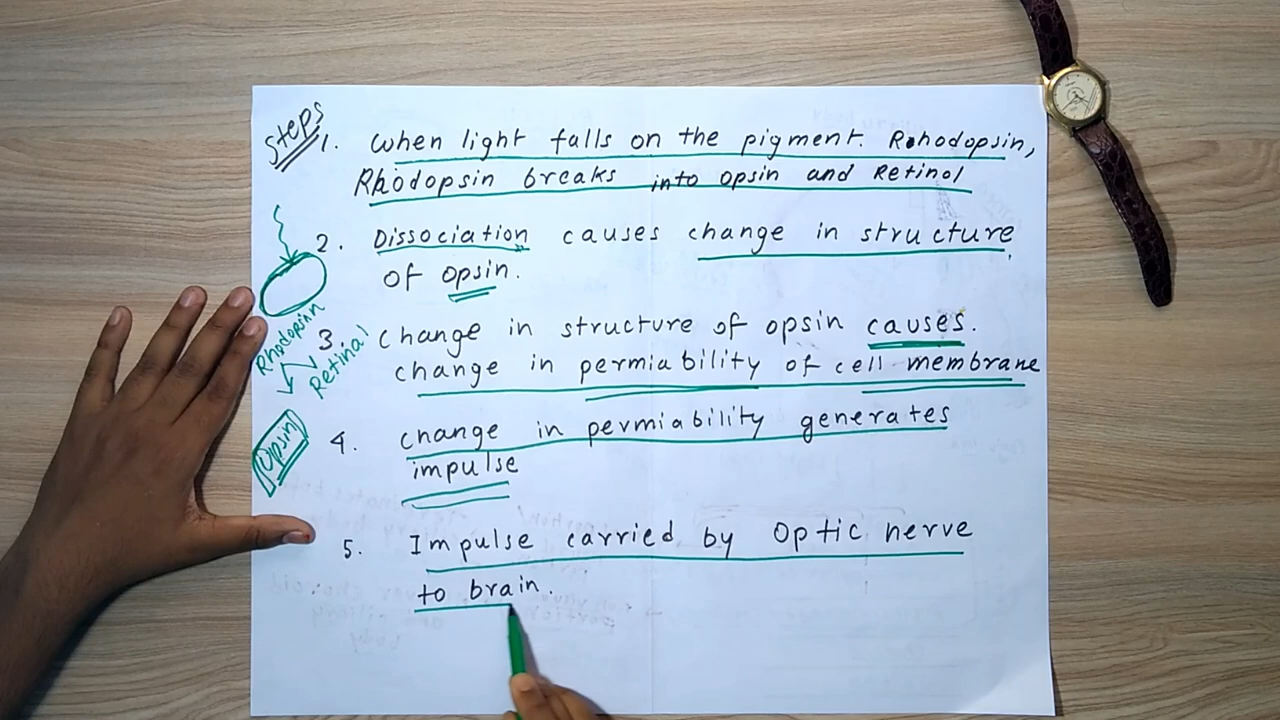 Steps
1. When light falls on the pigment. Rhodopsin,
Rhodopsin breaks into opsin and Retinol
2. Dissociation causes change in structure
of opsin.
3. change in structure of opsin causes.
change in permiability of cell membrane
4. change in permiability generates
impulse
5. Impulse carried by Optic nerve
to brain.
Rhodopsinn
Retinal
Opsin